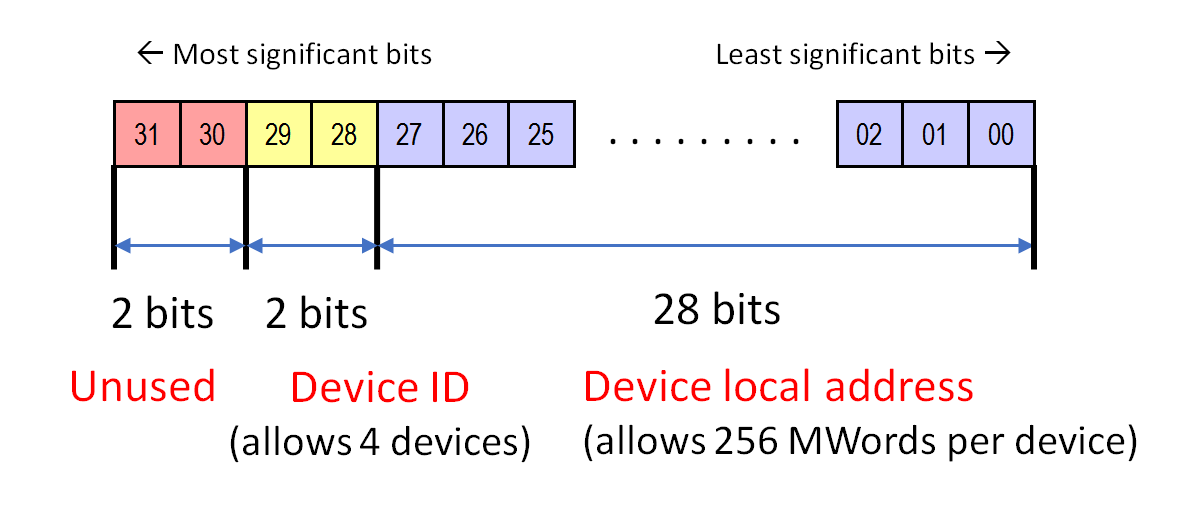 ← Most significant bits Least significant bits →
31 30 29 28 27 26 25 ......... 02 01 00
2 bits 2 bits 28 bits
Unused Device ID Device local address
(allows 4 devices) (allows 256 MWords per device)